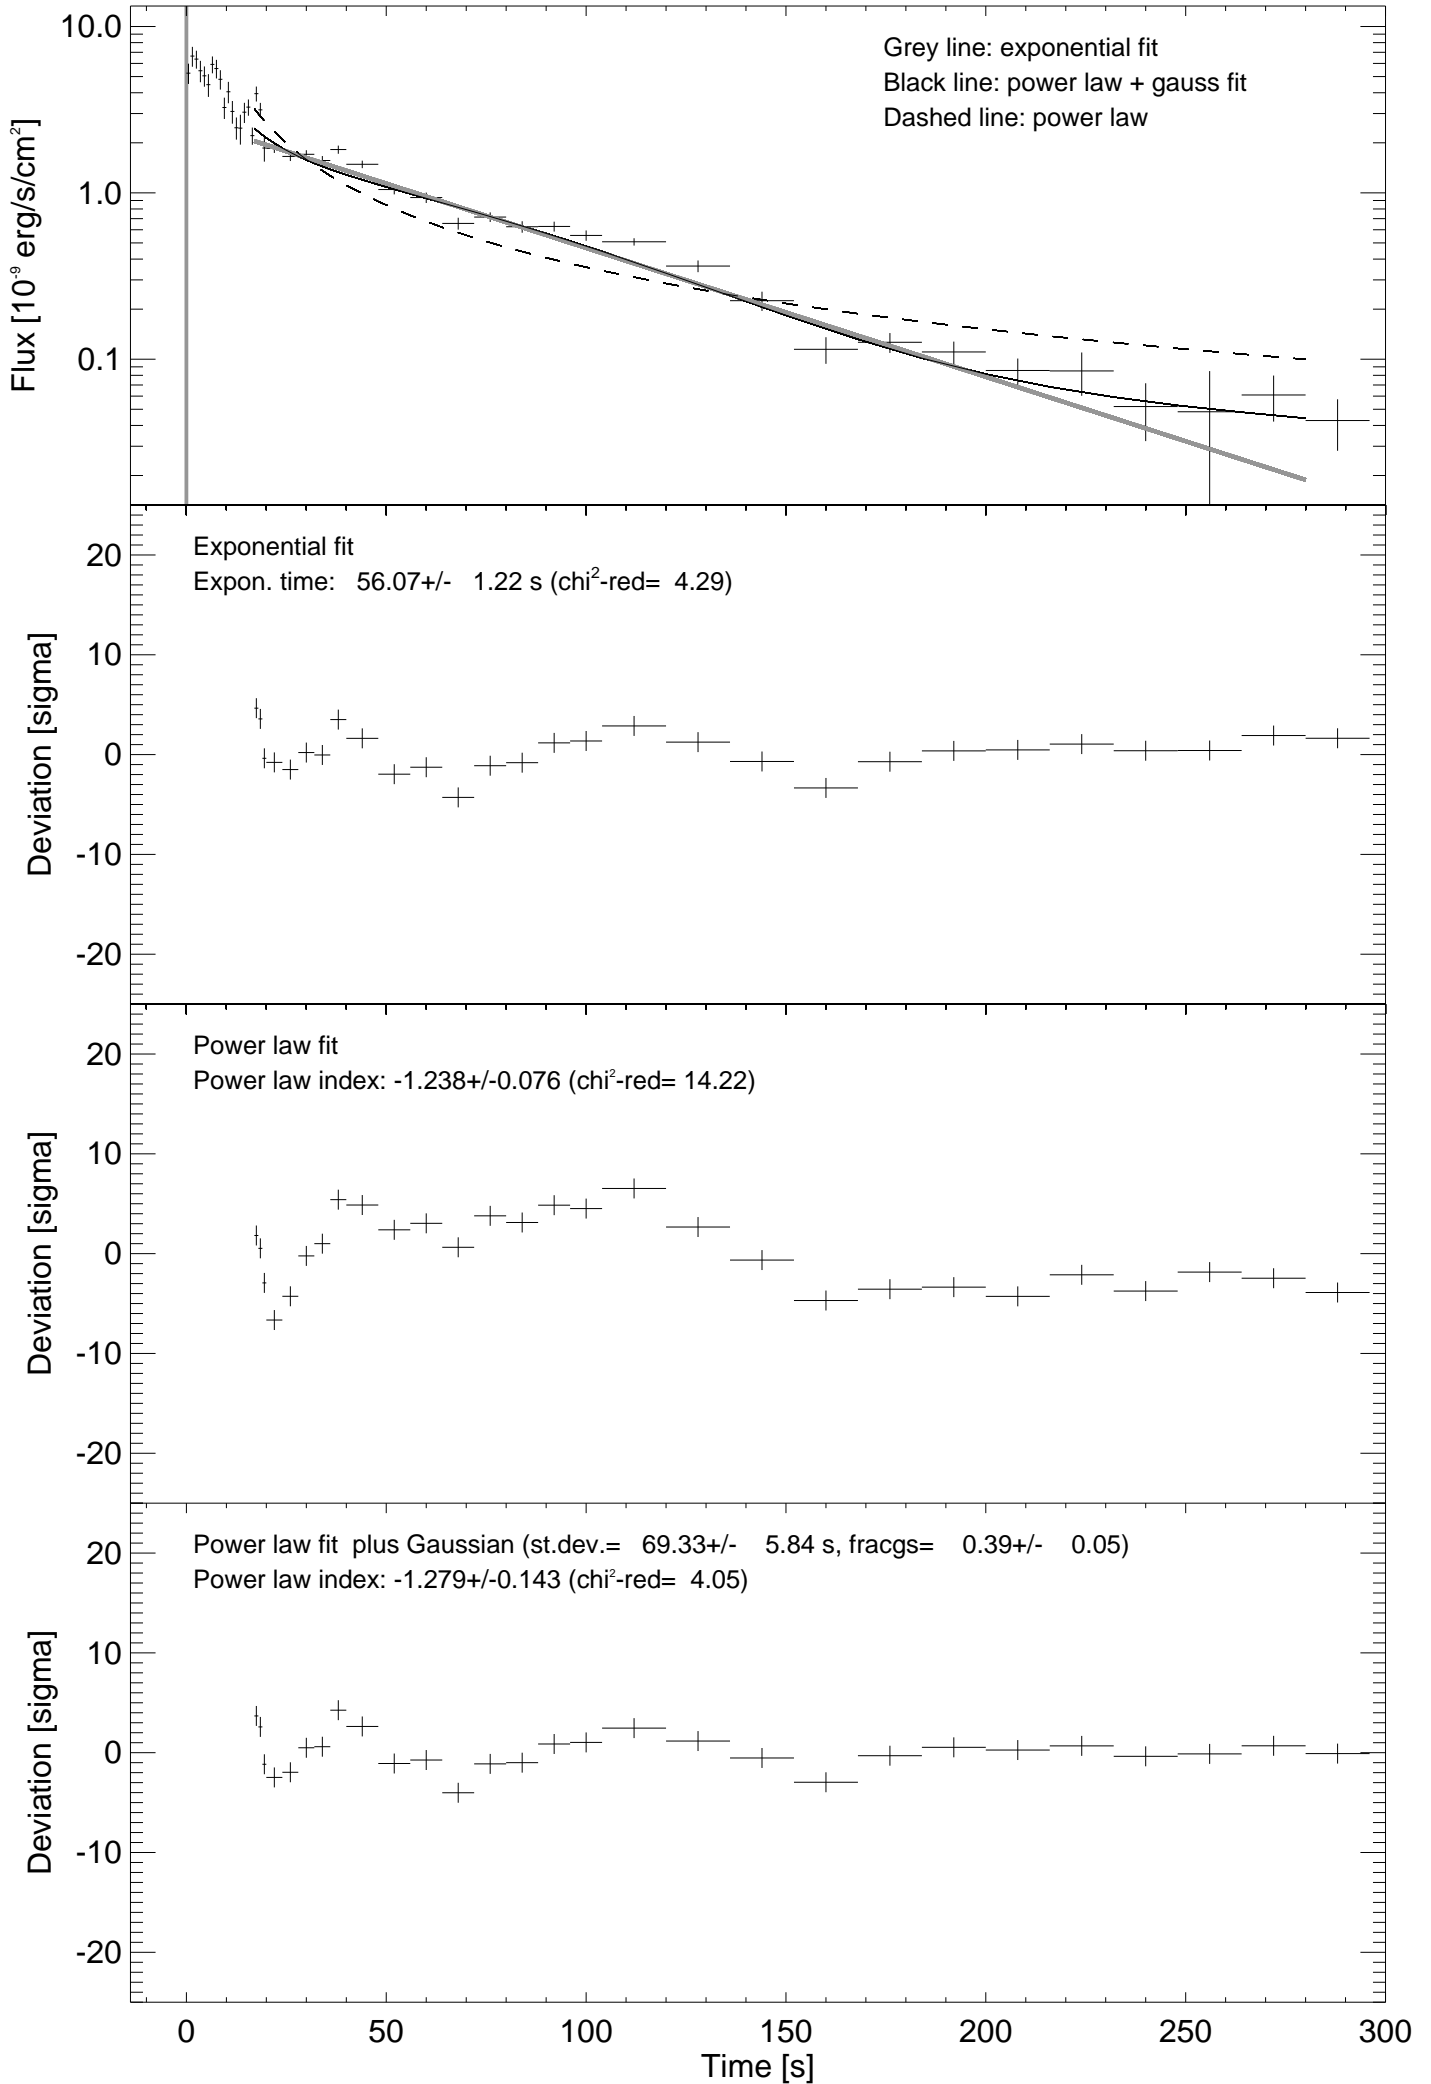 10.0
1.0
0.1
Flux [10⁻⁹ erg/s/cm²]
Grey line: exponential fit
Black line: power law + gauss fit
Dashed line: power law
20
10
0
-10
-20
Deviation [sigma]
Exponential fit
Expon. time: 56.07+/- 1.22 s (chi²-red= 4.29)
20
10
0
-10
-20
Deviation [sigma]
Power law fit
Power law index: -1.238+/-0.076 (chi²-red= 14.22)
20
10
0
-10
-20
Deviation [sigma]
Power law fit plus Gaussian (st.dev.= 69.33+/- 5.84 s, fracgs= 0.39+/- 0.05)
Power law index: -1.279+/-0.143 (chi²-red= 4.05)
0 50 100 150 200 250 300
Time [s]